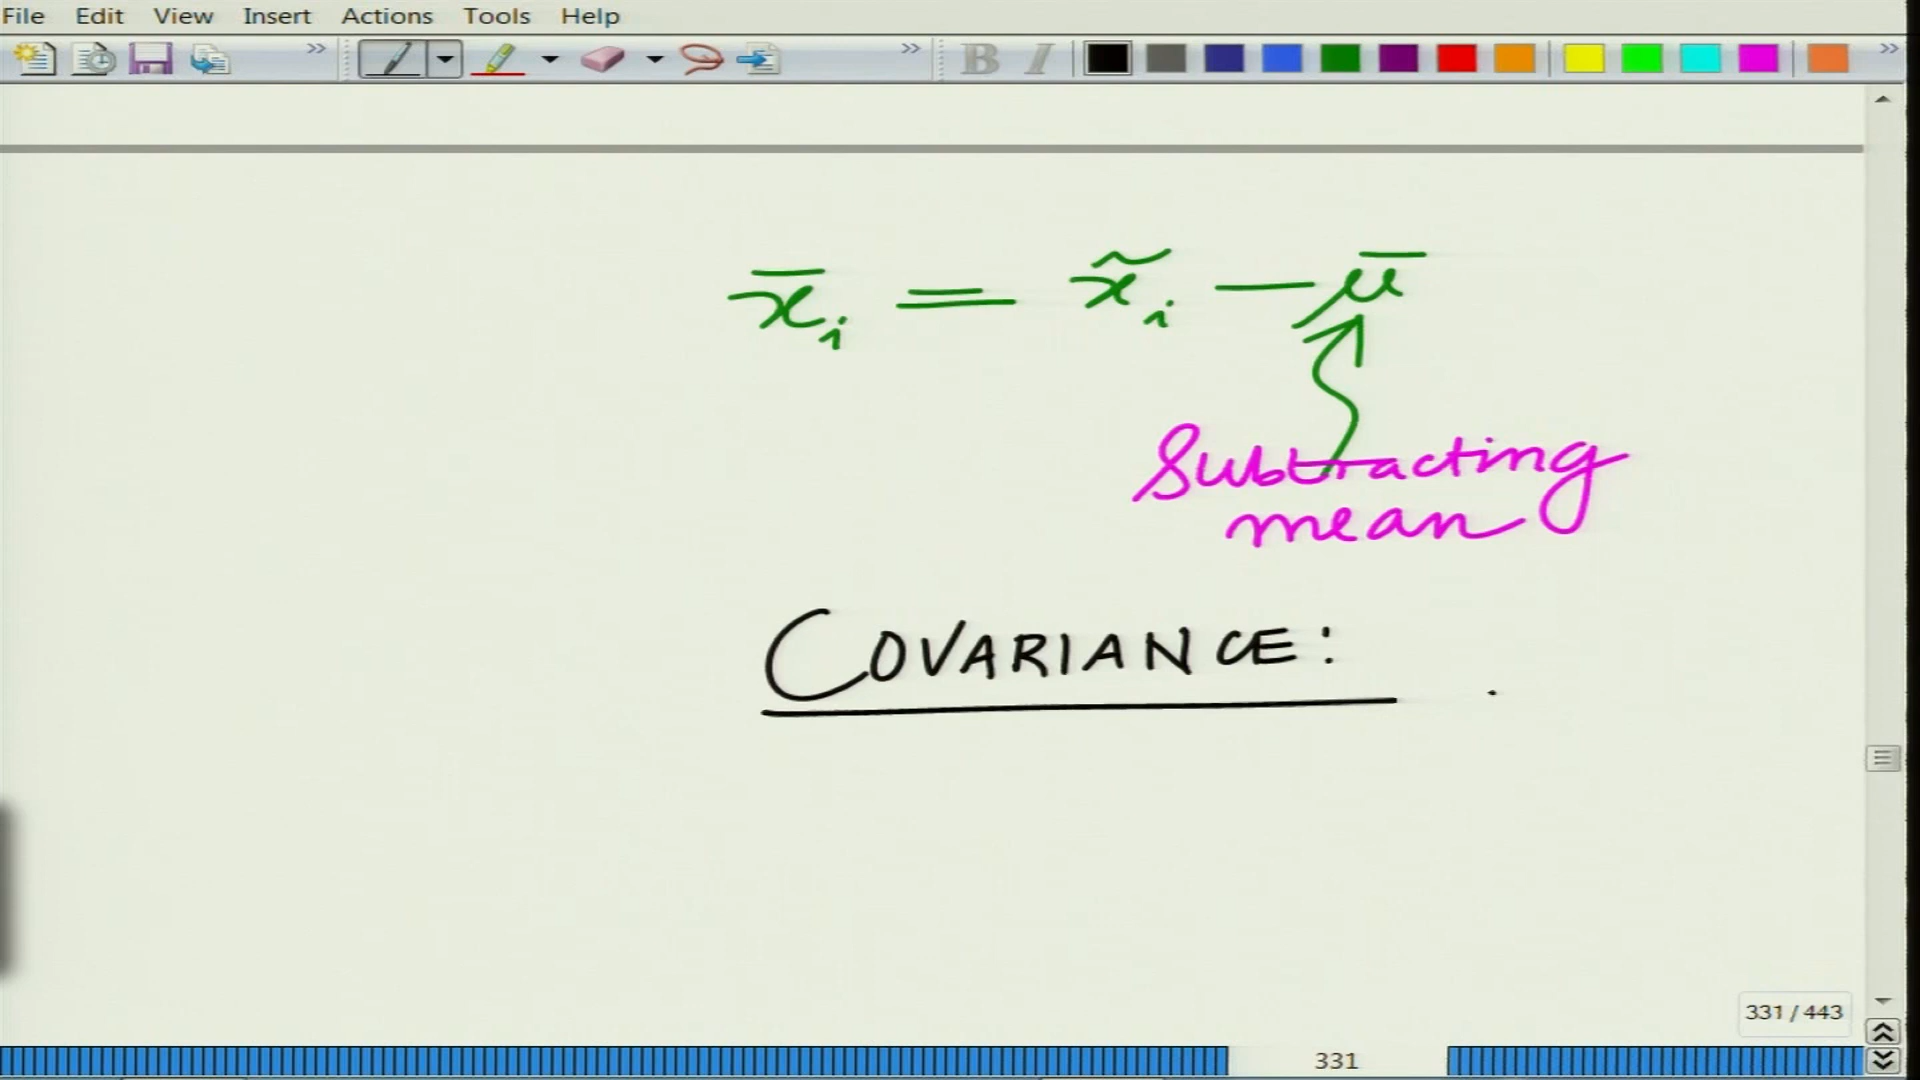 File Edit View Insert Actions Tools Help
B I
x̄ᵢ = x̃ᵢ − μ̄
Subtracting
mean
COVARIANCE:
331 / 443
331